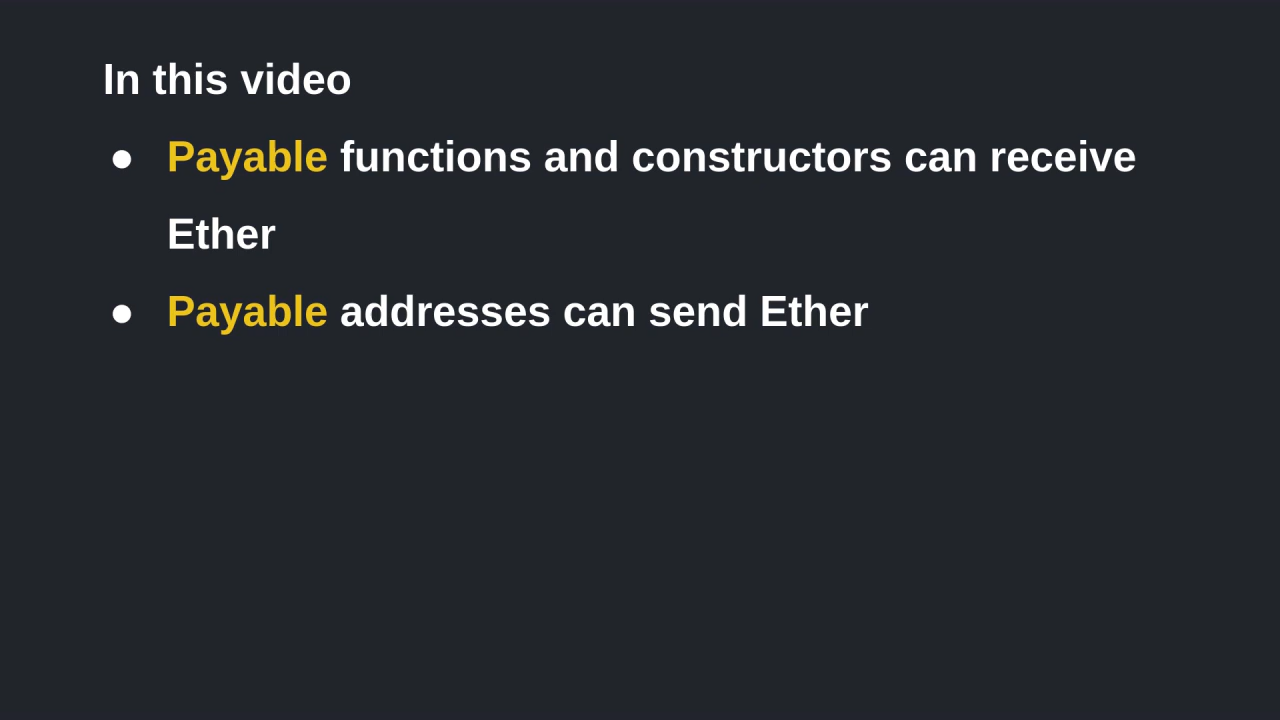 In this video
● Payable functions and constructors can receive
Ether
● Payable addresses can send Ether